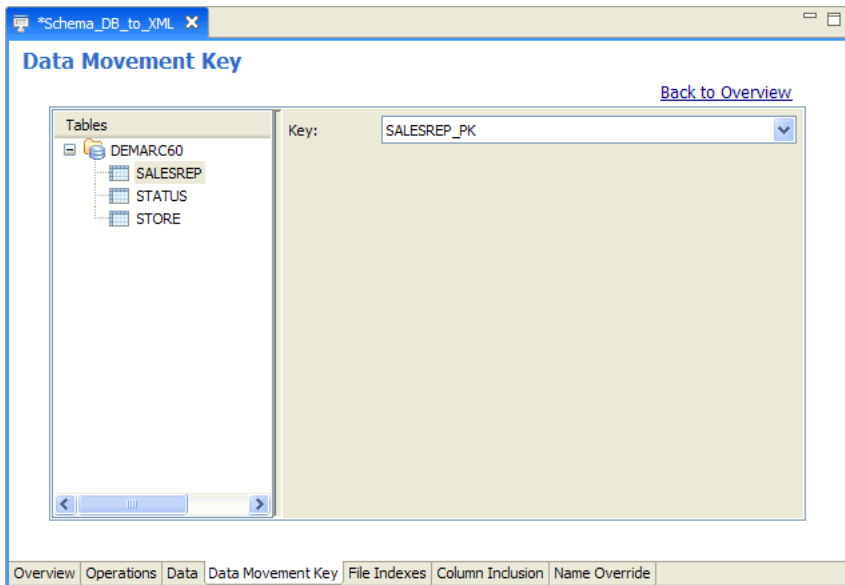 *Schema_DB_to_XML
Data Movement Key
Back to Overview
Tables
Key: SALESREP_PK
DEMARC60
SALESREP
STATUS
STORE
Overview Operations Data Data Movement Key File Indexes Column Inclusion Name Override